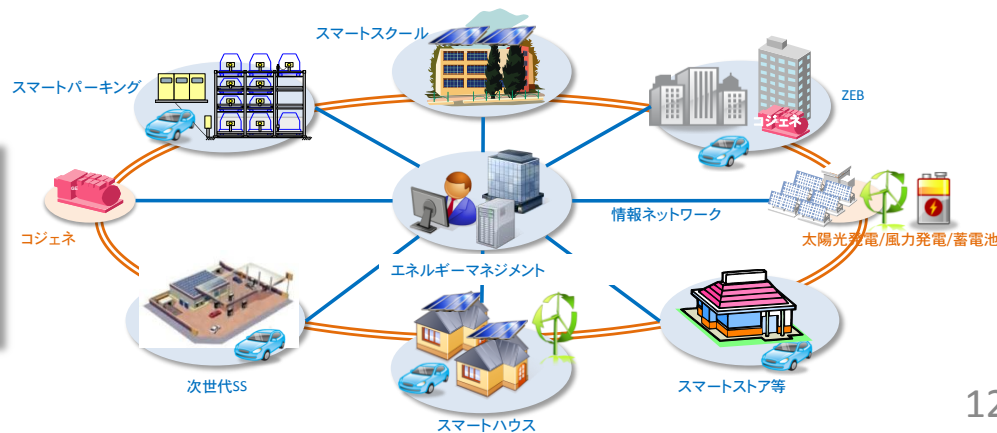 スマートスクール
スマートパーキング
ZEB
コジェネ
コジェネ
情報ネットワーク
太陽光発電/風力発電/蓄電池
エネルギーマネジメント
次世代SS
スマートストア等
スマートハウス
12